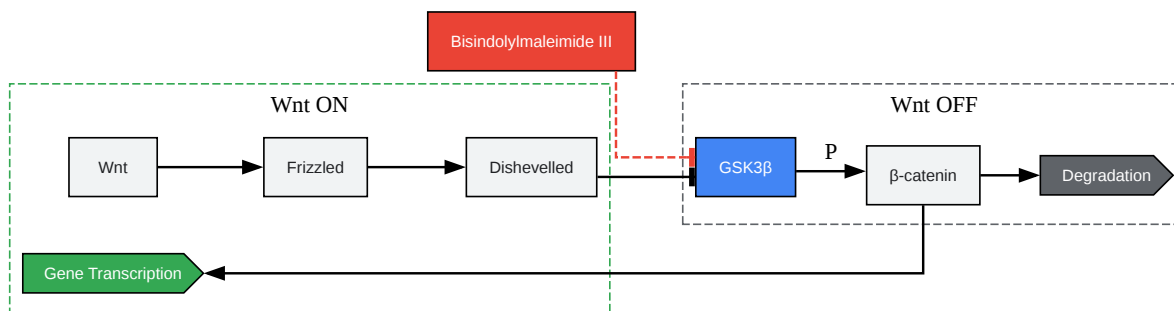 Bisindolylmaleimide III
Wnt ON
Wnt OFF
Wnt
Frizzled
Dishevelled
GSK3β
P
β-catenin
Degradation
Gene Transcription